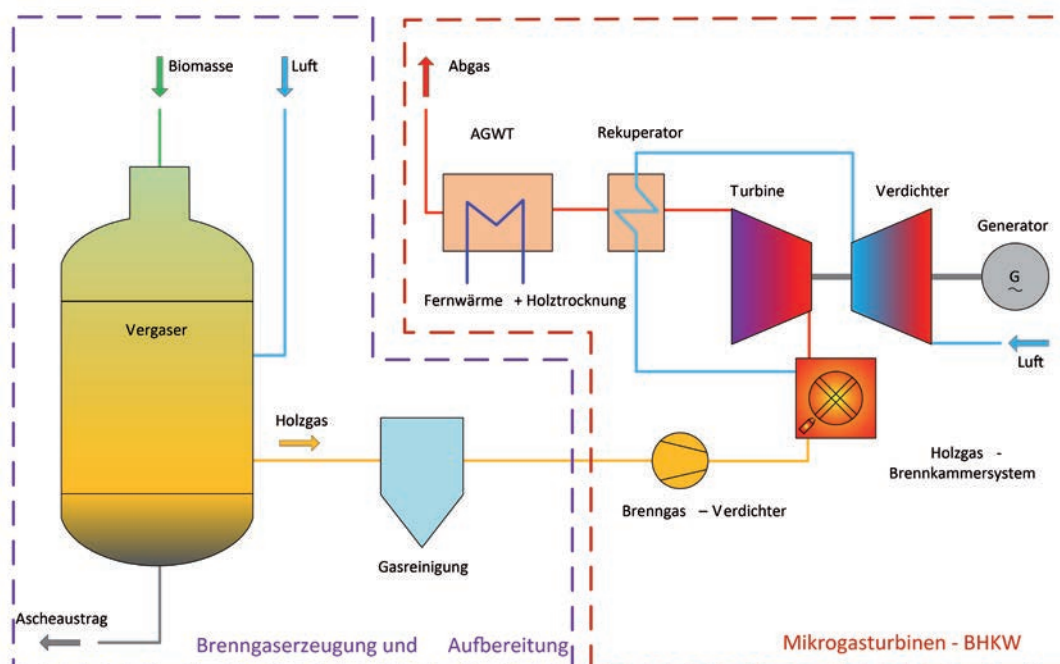 Biomasse
Luft
Abgas
AGWT
Rekuperator
Turbine
Verdichter
Generator
G
~
Fernwärme + Holztrocknung
Vergaser
Luft
Holzgas
Holzgas -
Brennkammersystem
Brenngas – Verdichter
Gasreinigung
Ascheaustrag
Brenngaserzeugung und Aufbereitung
Mikrogasturbinen - BHKW